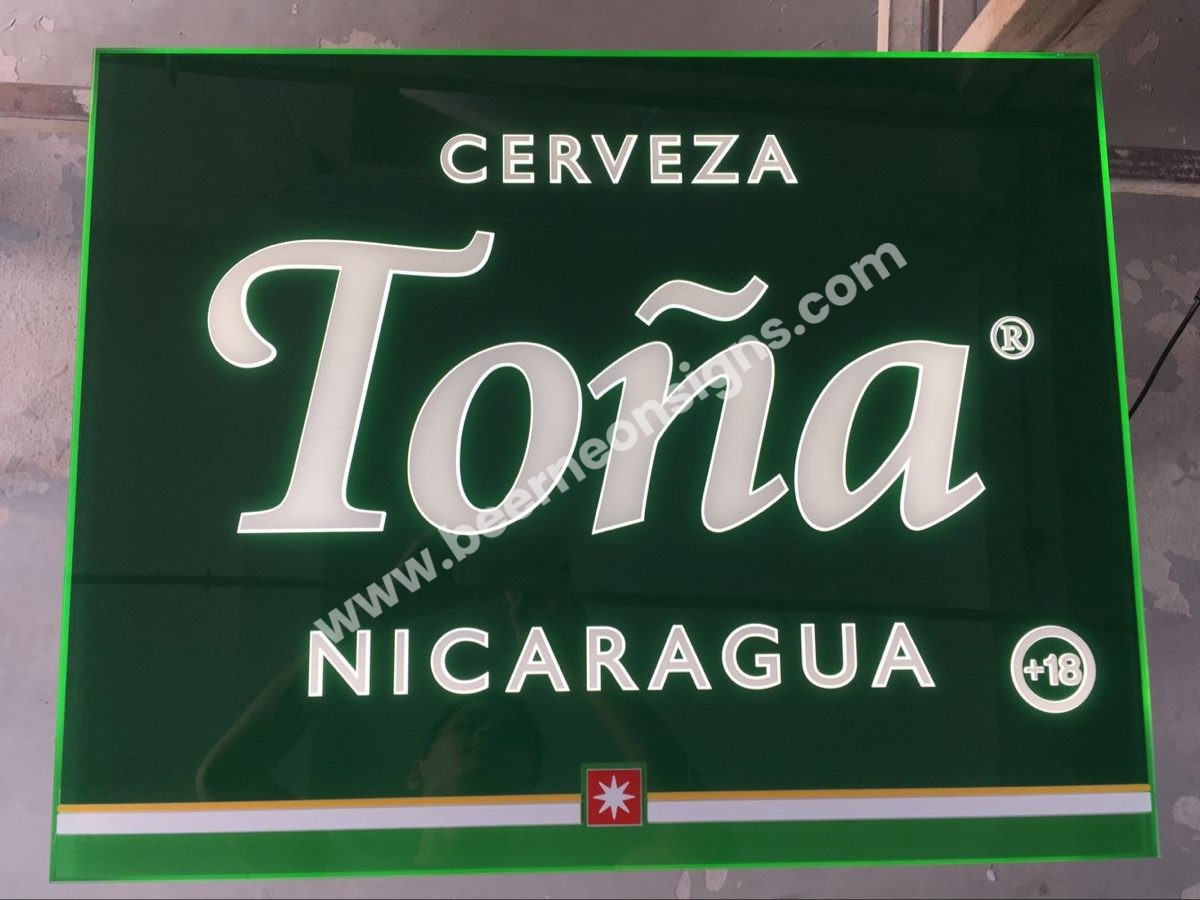 CERVEZA
Toña®
www.beerneonsigns.com
NICARAGUA
+18